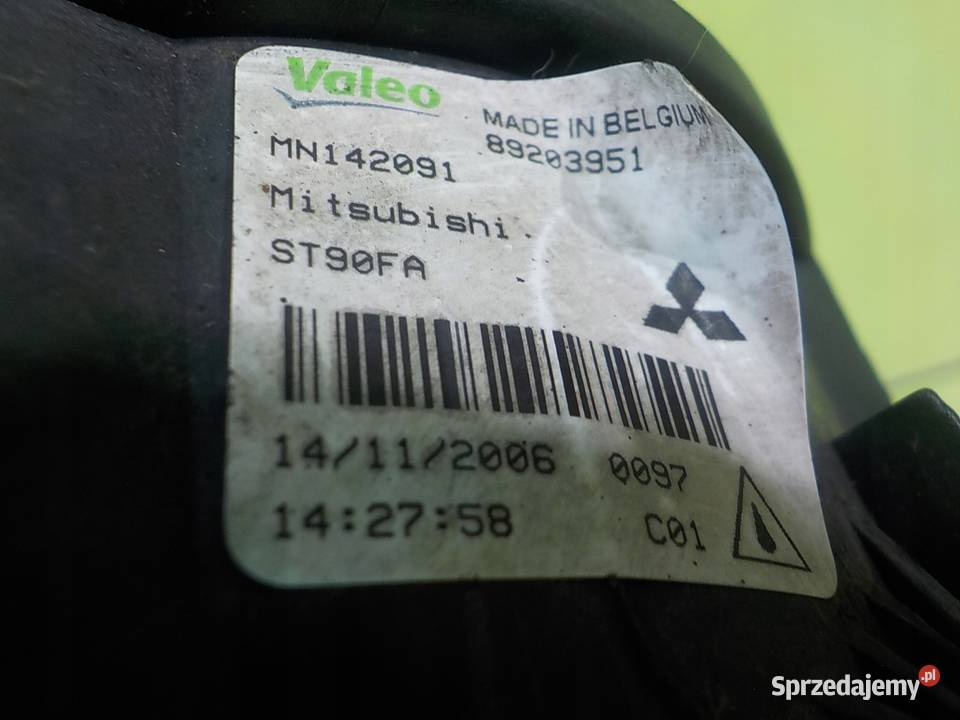 Valeo
MADE IN BELGIUM
MN142091
89203951
Mitsubishi
ST90FA
14/11/2006 0097
14:27:58 C01
Sprzedajemy.pl